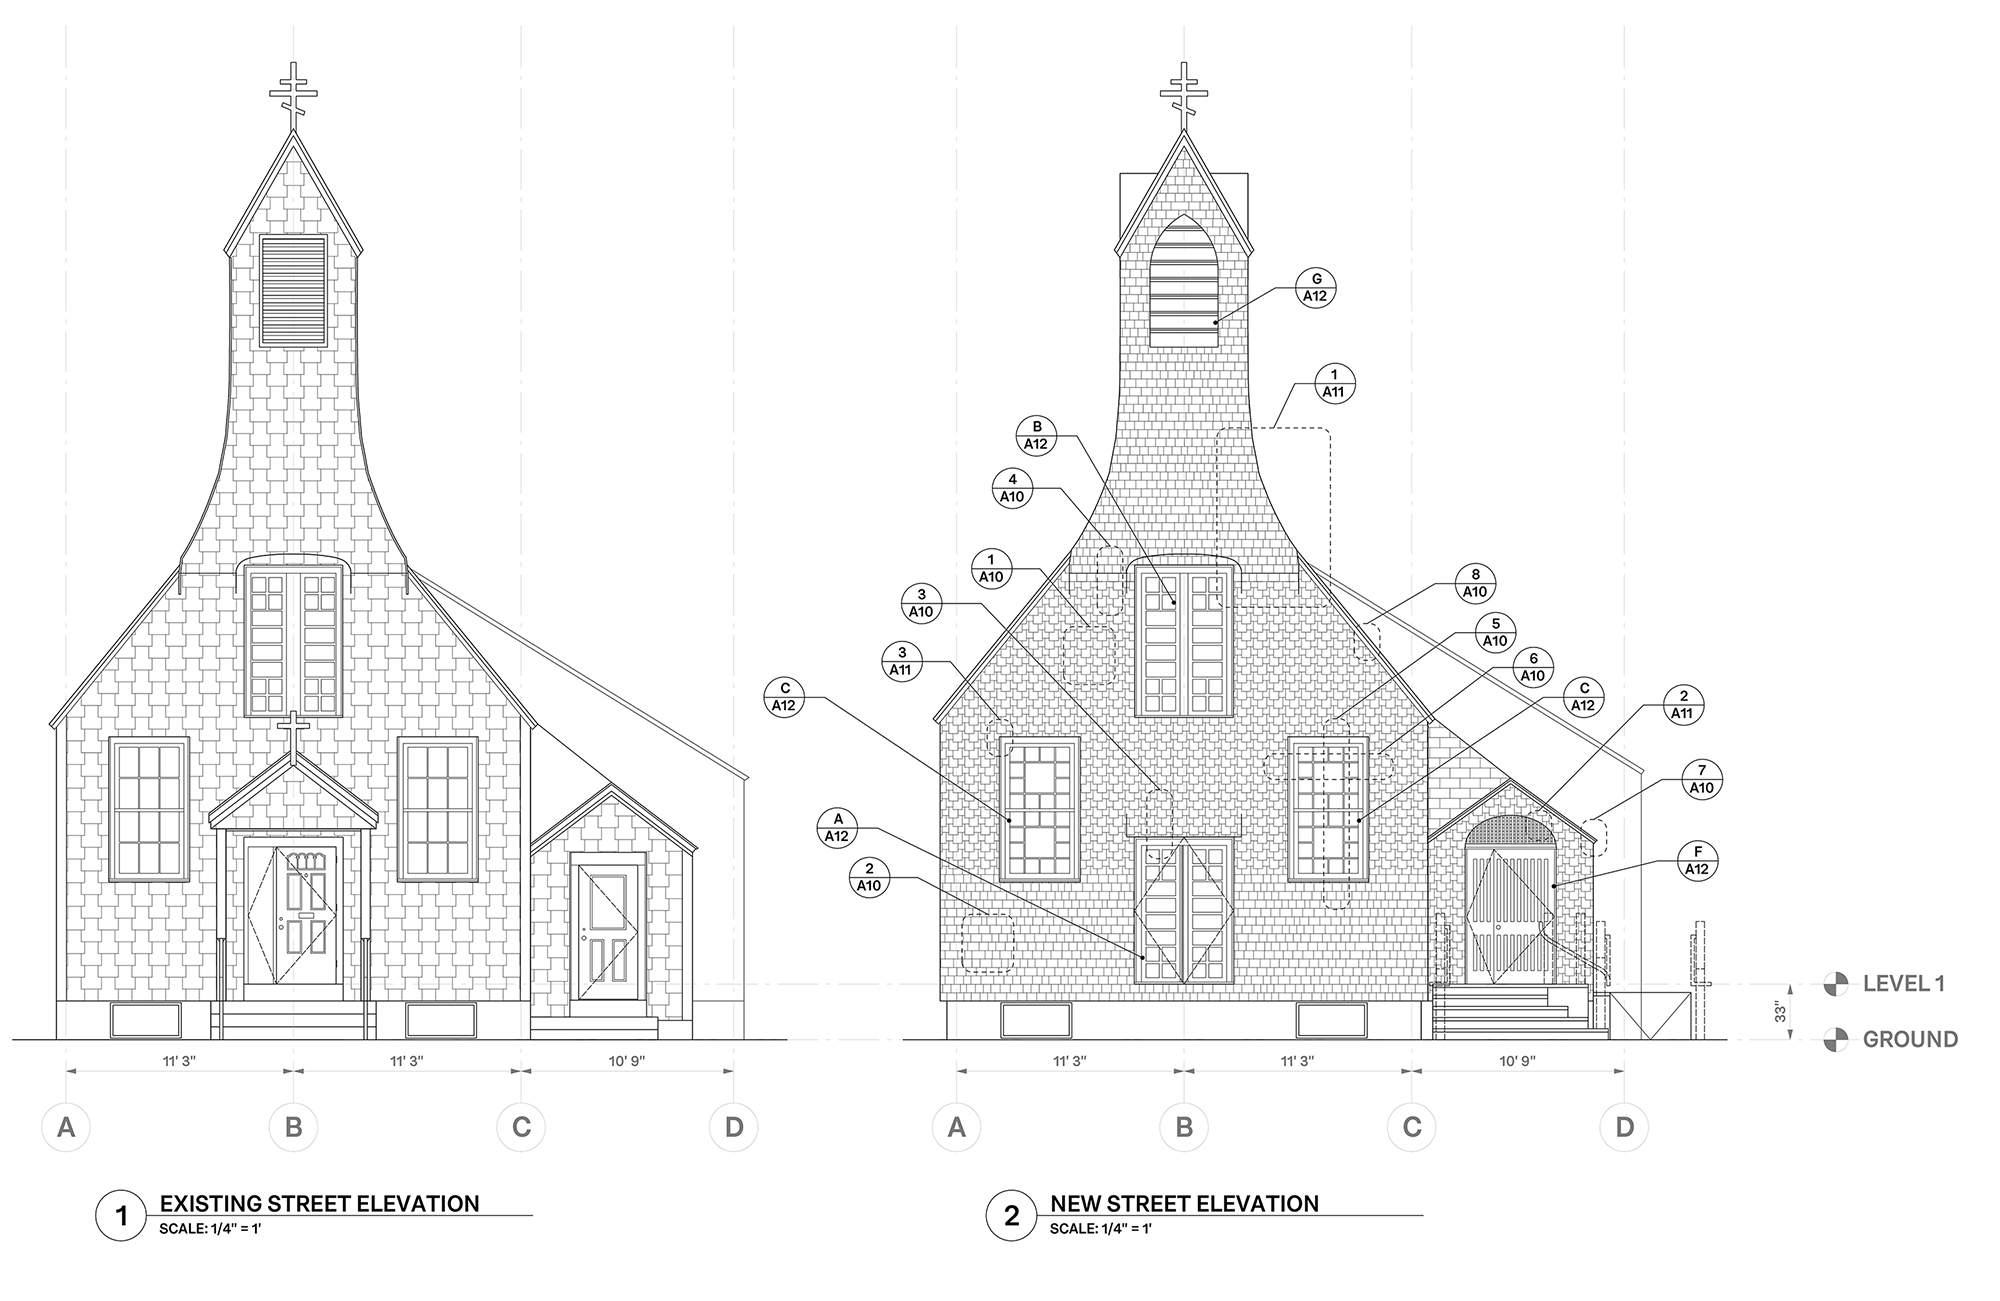 G
A12
1
A11
B
A12
4
A10
1
A10
8
A10
3
A10
5
A10
3
A11
6
A10
C
A12
C
A12
2
A11
7
A10
A
A12
F
A12
2
A10
LEVEL 1
33"
GROUND
11' 3" 11' 3" 10' 9"
11' 3" 11' 3" 10' 9"
A B C D
A B C D
1 EXISTING STREET ELEVATION
SCALE: 1/4" = 1'
2 NEW STREET ELEVATION
SCALE: 1/4" = 1'